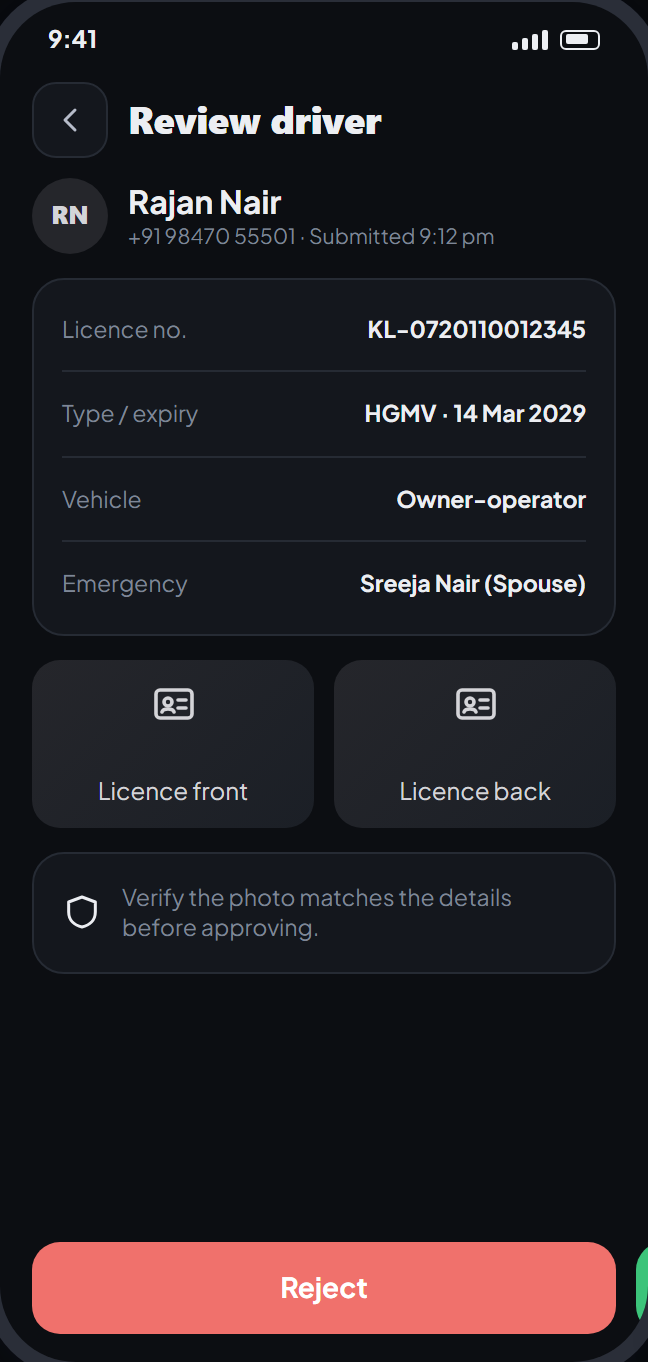 9:41
Review driver
RN
Rajan Nair
+91 98470 55501 · Submitted 9:12 pm
Licence no.
KL-0720110012345
Type / expiry
HGMV · 14 Mar 2029
Vehicle
Owner-operator
Emergency
Sreeja Nair (Spouse)
Licence front
Licence back
Verify the photo matches the details
before approving.
Reject